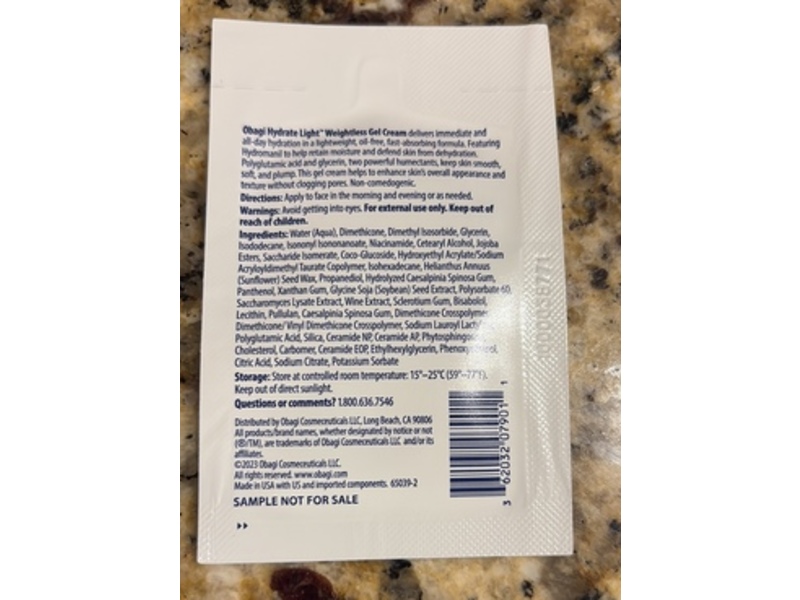 Obagi Hydrate Light™ Weightless Gel Cream delivers immediate and
all-day hydration in a lightweight, oil-free, fast-absorbing formula. Featuring
Hydromanil to help retain moisture and defend skin from dehydration.
Polyglutamic acid and glycerin, two powerful humectants, keep skin smooth,
soft, and plump. This gel cream helps to enhance skin's overall appearance and
texture without clogging pores. Non-comedogenic.
Directions: Apply to face in the morning and evening or as needed.
Warnings: Avoid getting into eyes. For external use only. Keep out of
reach of children.
Ingredients: Water (Aqua), Dimethicone, Dimethyl Isosorbide, Glycerin,
Isododecane, Isononyl Isononanoate, Niacinamide, Cetearyl Alcohol, Jojoba
Esters, Saccharide Isomerate, Coco-Glucoside, Hydroxyethyl Acrylate/Sodium
Acryloyldimethyl Taurate Copolymer, Isohexadecane, Helianthus Annuus
(Sunflower) Seed Wax, Propanediol, Hydrolyzed Caesalpinia Spinosa Gum,
Panthenol, Xanthan Gum, Glycine Soja (Soybean) Seed Extract, Polysorbate 60,
Saccharomyces Lysate Extract, Wine Extract, Sclerotium Gum, Bisabolol,
Lecithin, Pullulan, Caesalpinia Spinosa Gum, Dimethicone Crosspolymer,
Dimethicone/Vinyl Dimethicone Crosspolymer, Sodium Lauroyl
Polyglutamic Acid, Silica, Ceramide NP, Ceramide AP, Phytosphingosine,
Cholesterol, Carbomer, Ceramide EOP, Ethylhexylglycerin,
Citric Acid, Sodium Citrate, Potassium Sorbate
Storage: Store at controlled room temperature: 15°–25°C (59°–77°F).
Keep out of direct sunlight.
Questions or comments? 1.800.636.7546
Distributed by Obagi Cosmeceuticals LLC, Long Beach, CA 90806
All products/brand names, whether designated by notice or not
(®/TM), are trademarks of Obagi Cosmeceuticals LLC and/or its
affiliates.
©2023 Obagi Cosmeceuticals LLC.
All rights reserved. www.obagi.com
Made in USA with US and imported components. 65039-2
SAMPLE NOT FOR SALE
3 62032 07901 1